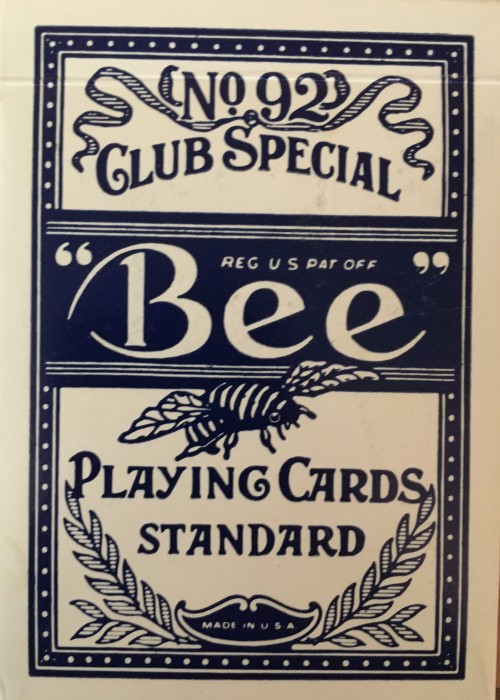 No 92
CLUB SPECIAL
REG U S PAT OFF
“Bee”
PLAYING CARDS
STANDARD
MADE IN U.S.A.